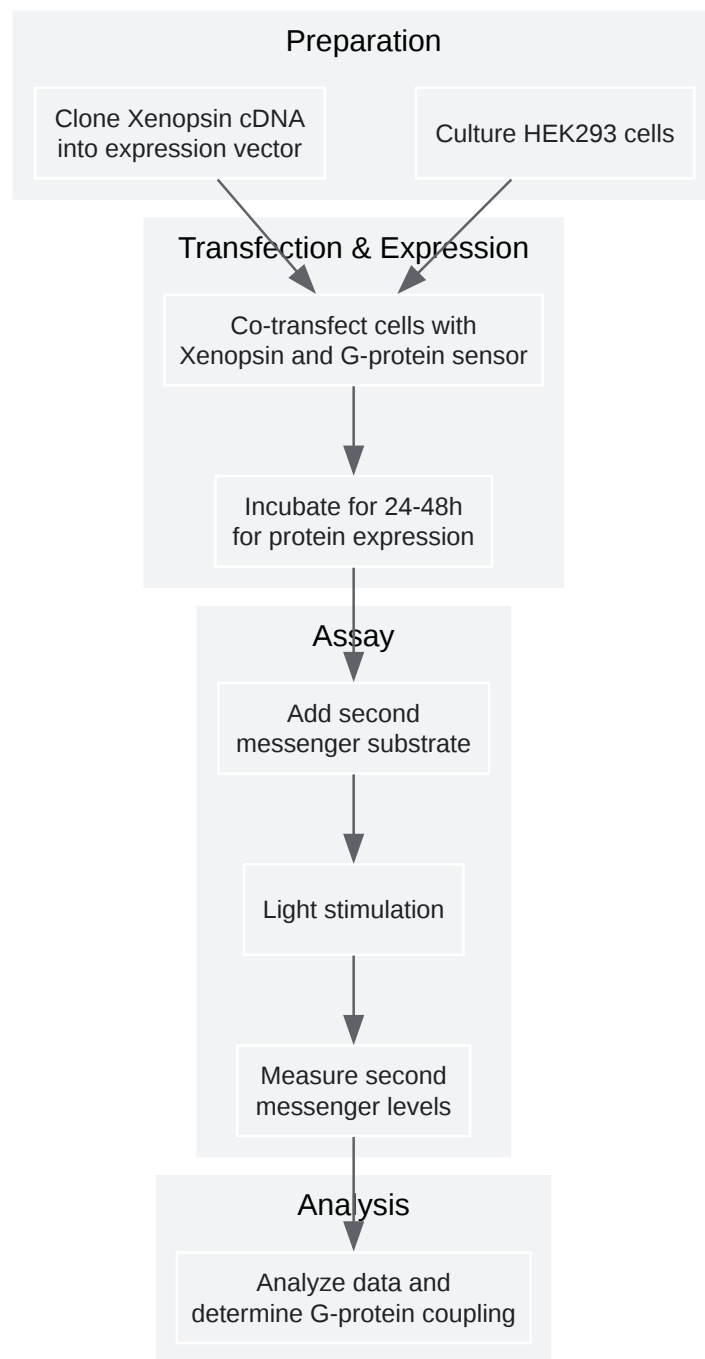 Preparation
Clone Xenopsin cDNA
into expression vector
Culture HEK293 cells
Transfection & Expression
Co-transfect cells with
Xenopsin and G-protein sensor
Incubate for 24-48h
for protein expression
Assay
Add second
messenger substrate
Light stimulation
Measure second
messenger levels
Analysis
Analyze data and
determine G-protein coupling